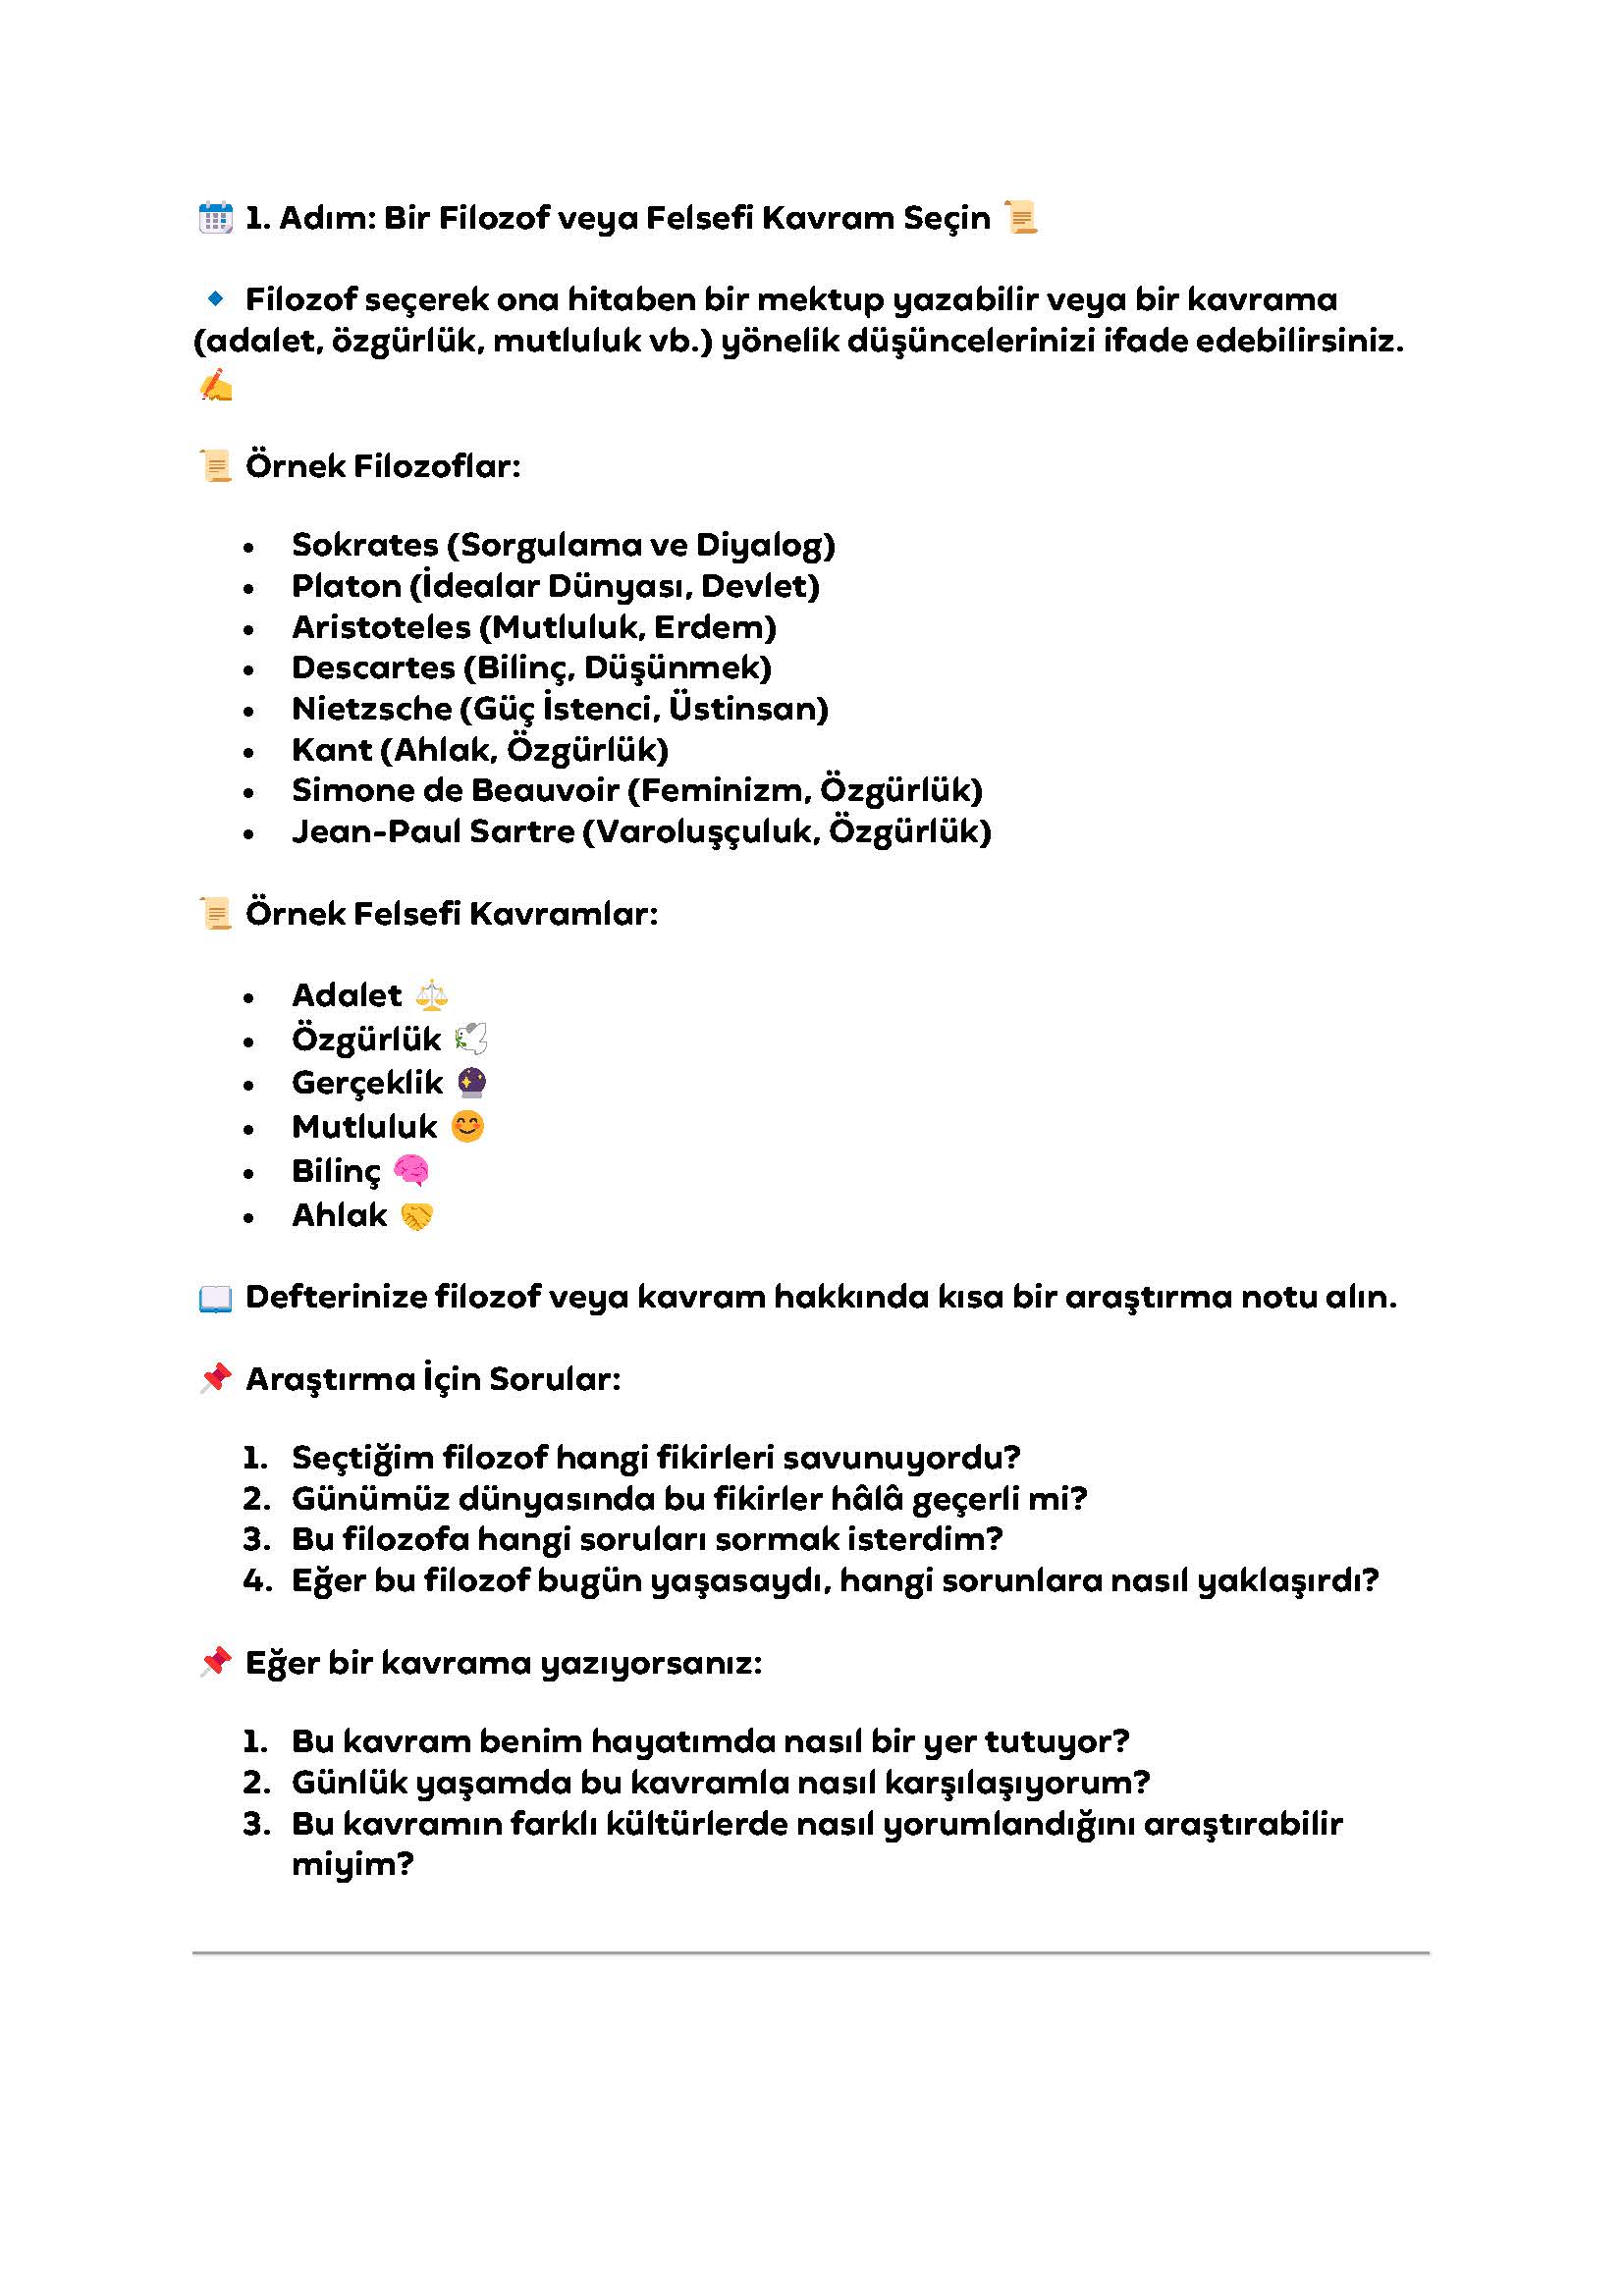 🗓️ 1. Adım: Bir Filozof veya Felsefi Kavram Seçin 📜
🔹 Filozof seçerek ona hitaben bir mektup yazabilir veya bir kavrama
(adalet, özgürlük, mutluluk vb.) yönelik düşüncelerinizi ifade edebilirsiniz.
✍️
📜 Örnek Filozoflar:
• Sokrates (Sorgulama ve Diyalog)
• Platon (İdealar Dünyası, Devlet)
• Aristoteles (Mutluluk, Erdem)
• Descartes (Bilinç, Düşünmek)
• Nietzsche (Güç İstenci, Üstinsan)
• Kant (Ahlak, Özgürlük)
• Simone de Beauvoir (Feminizm, Özgürlük)
• Jean-Paul Sartre (Varoluşçuluk, Özgürlük)
📜 Örnek Felsefi Kavramlar:
• Adalet ⚖️
• Özgürlük 🕊️
• Gerçeklik 🔮
• Mutluluk 😊
• Bilinç 🧠
• Ahlak 🤝
📖 Defterinize filozof veya kavram hakkında kısa bir araştırma notu alın.
📌 Araştırma İçin Sorular:
1. Seçtiğim filozof hangi fikirleri savunuyordu?
2. Günümüz dünyasında bu fikirler hâlâ geçerli mi?
3. Bu filozofa hangi soruları sormak isterdim?
4. Eğer bu filozof bugün yaşasaydı, hangi sorunlara nasıl yaklaşırdı?
📌 Eğer bir kavrama yazıyorsanız:
1. Bu kavram benim hayatımda nasıl bir yer tutuyor?
2. Günlük yaşamda bu kavramla nasıl karşılaşıyorum?
3. Bu kavramın farklı kültürlerde nasıl yorumlandığını araştırabilir
miyim?